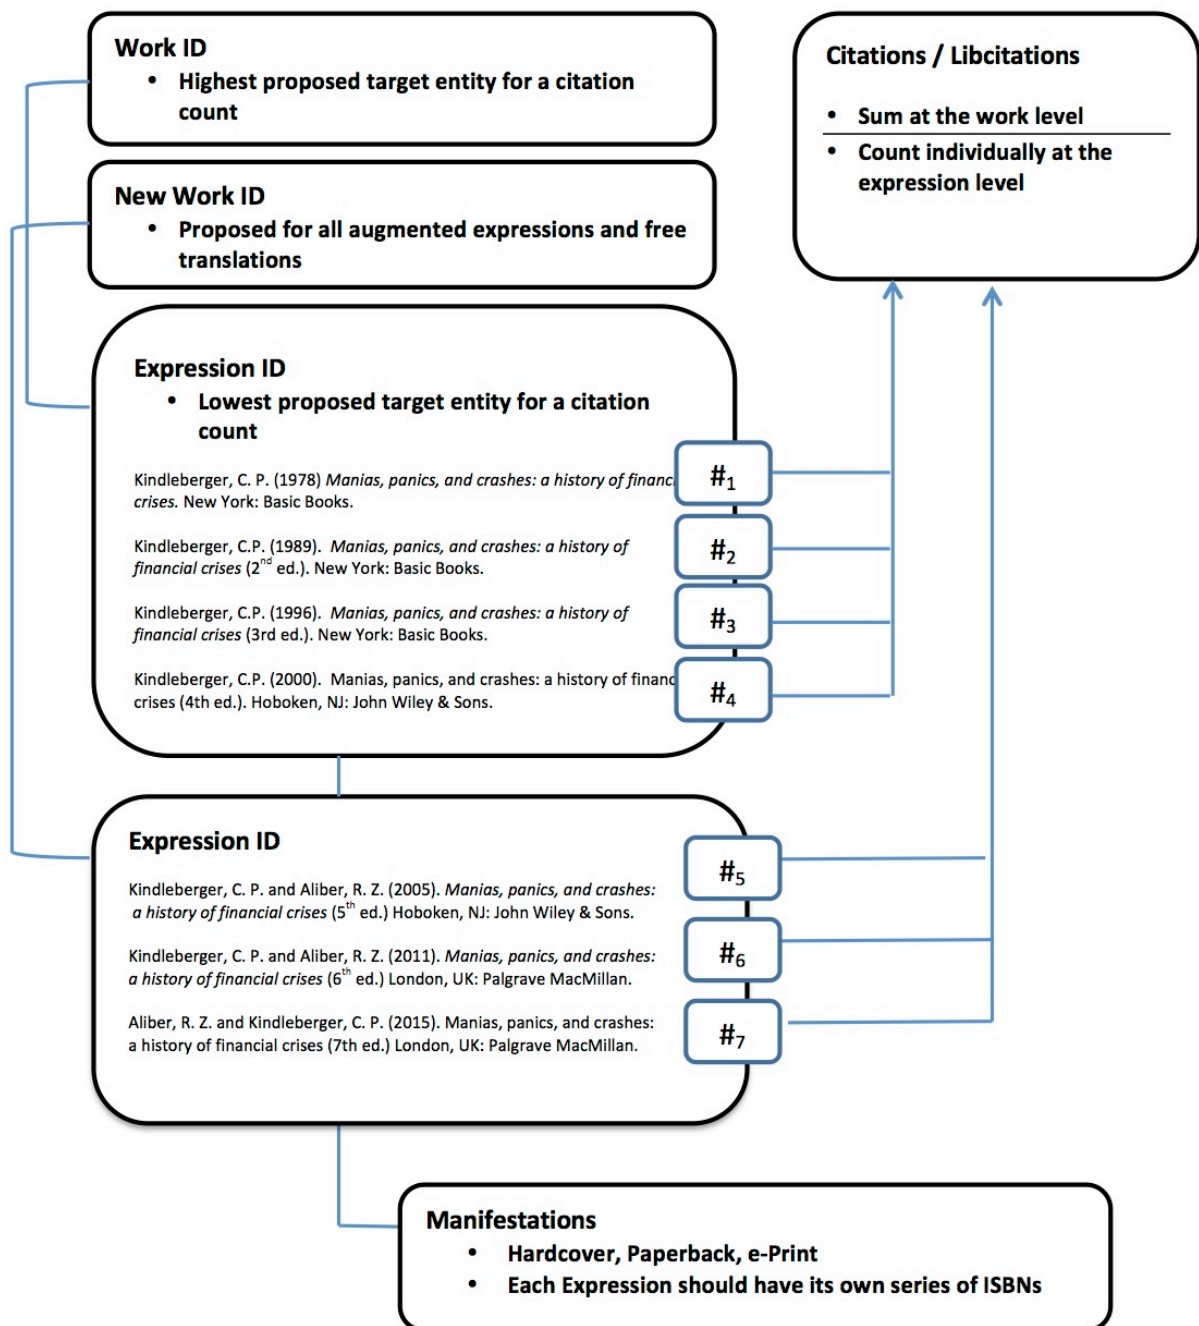 Work ID
• Highest proposed target entity for a citation
count
New Work ID
• Proposed for all augmented expressions and free
translations
Citations / Libcitations
• Sum at the work level
• Count individually at the
expression level
Expression ID
• Lowest proposed target entity for a citation
count
Kindleberger, C. P. (1978) Manias, panics, and crashes: a history of financi
crises. New York: Basic Books.
#1
Kindleberger, C.P. (1989). Manias, panics, and crashes: a history of
financial crises (2nd ed.). New York: Basic Books.
#2
Kindleberger, C.P. (1996). Manias, panics, and crashes: a history of
financial crises (3rd ed.). New York: Basic Books.
#3
Kindleberger, C.P. (2000). Manias, panics, and crashes: a history of financ
crises (4th ed.). Hoboken, NJ: John Wiley & Sons.
#4
Expression ID
Kindleberger, C. P. and Aliber, R. Z. (2005). Manias, panics, and crashes:
a history of financial crises (5th ed.) Hoboken, NJ: John Wiley & Sons.
#5
Kindleberger, C. P. and Aliber, R. Z. (2011). Manias, panics, and crashes:
a history of financial crises (6th ed.) London, UK: Palgrave MacMillan.
#6
Aliber, R. Z. and Kindleberger, C. P. (2015). Manias, panics, and crashes:
a history of financial crises (7th ed.) London, UK: Palgrave MacMillan.
#7
Manifestations
• Hardcover, Paperback, e-Print
• Each Expression should have its own series of ISBNs